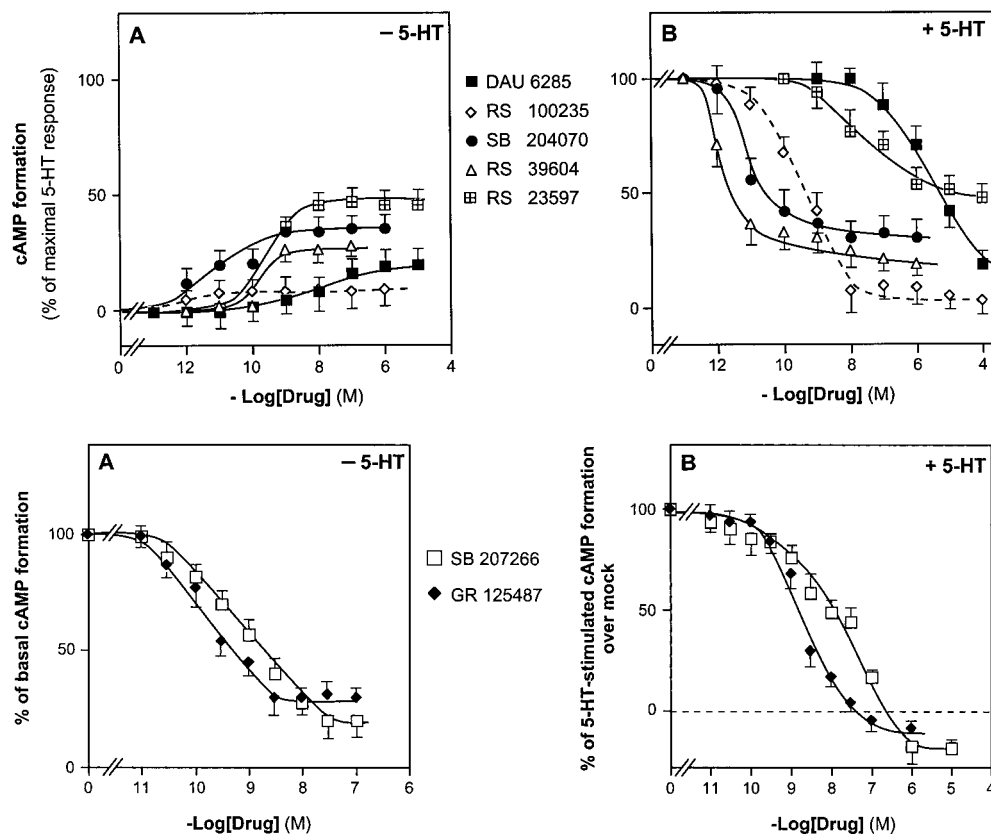 A
− 5-HT
cAMP formation
(% of maximal 5-HT response)
100
50
0
0 12 11 10 9 8 7 6 5 4
- Log[Drug] (M)
DAU 6285
RS 100235
SB 204070
RS 39604
RS 23597
B
+ 5-HT
100
50
0
0 12 10 8 6 4
- Log[Drug] (M)
A
− 5-HT
% of basal cAMP formation
100
50
0
0 11 10 9 8 7 6
-Log[Drug] (M)
SB 207266
GR 125487
B
+ 5-HT
% of 5-HT-stimulated cAMP formation
over mock
100
50
0
0 11 10 9 8 7 6 5 4
-Log[Drug] (M)